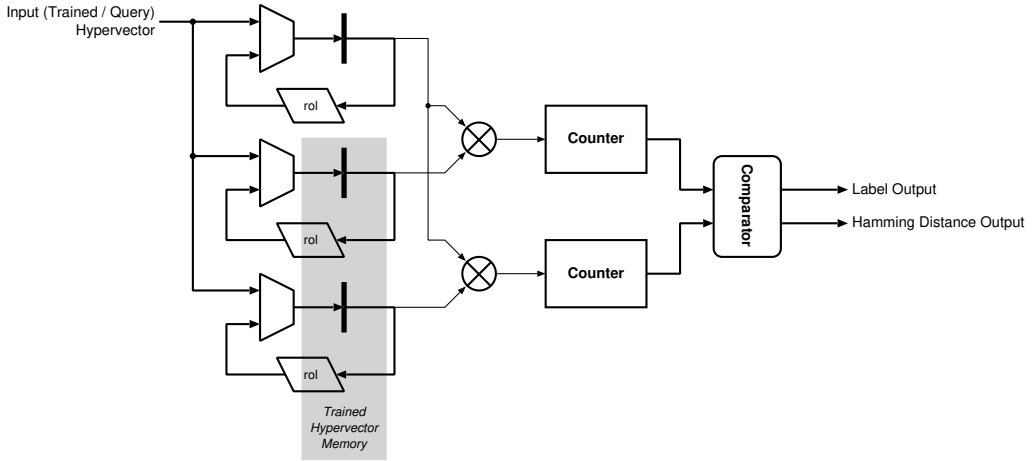 Input (Trained / Query)
Hypervector
rol
Counter
rol
Comparator
Label Output
Hamming Distance Output
Counter
rol
Trained
Hypervector
Memory